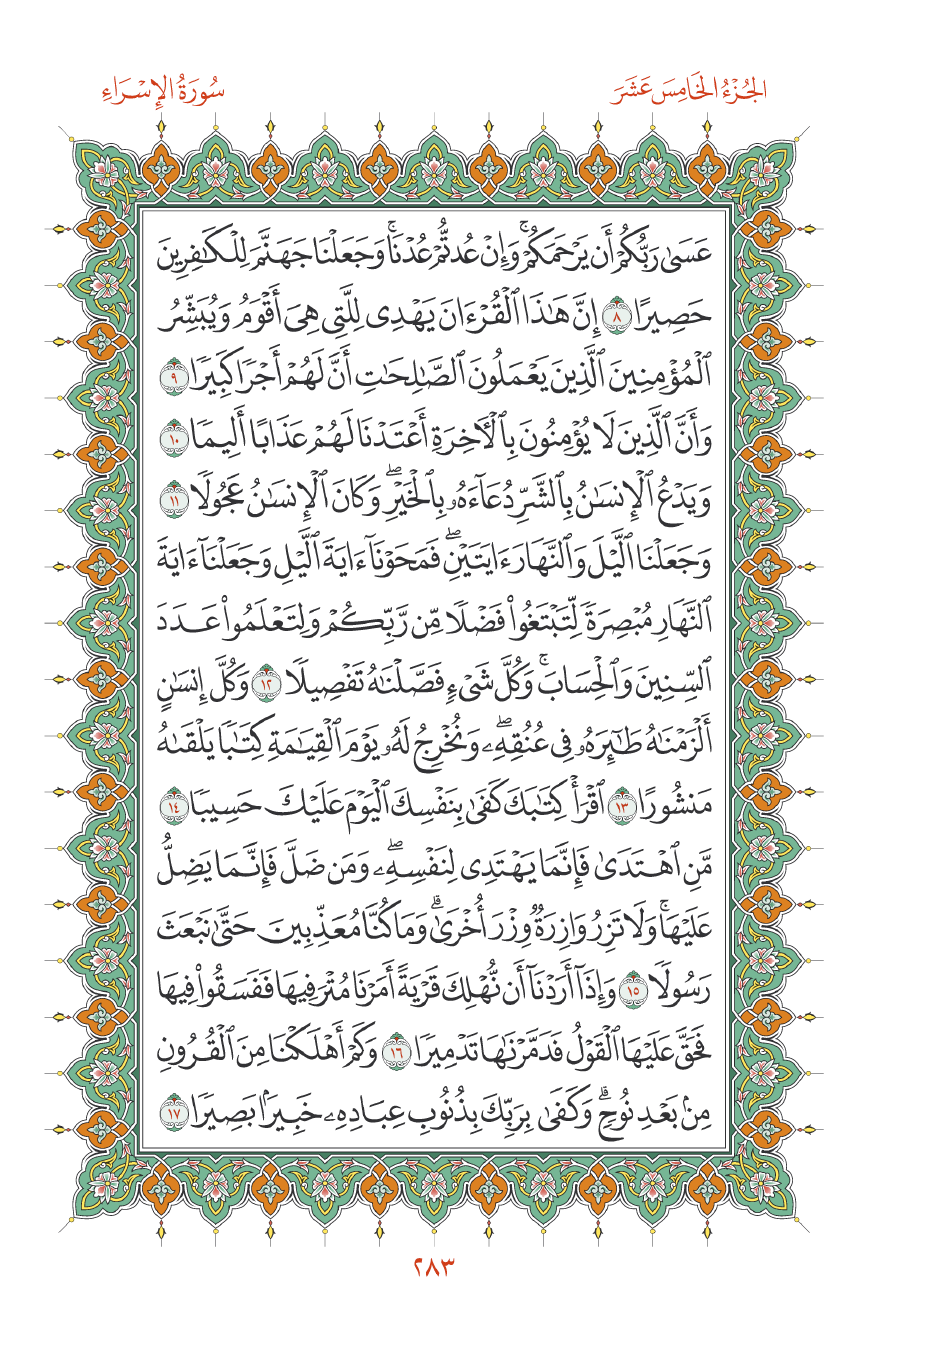 الجُزْءُ الخَامِسَ عَشَرَ
سُورَةُ الإِسْرَاءِ
عَسَىٰ رَبُّكُمْ أَن يَرْحَمَكُمْۚ وَإِنْ عُدتُّمْ عُدْنَاۚ وَجَعَلْنَا جَهَنَّمَ لِلْكَٰفِرِينَ
حَصِيرًا ٨ إِنَّ هَٰذَا ٱلْقُرْءَانَ يَهْدِى لِلَّتِى هِىَ أَقْوَمُ وَيُبَشِّرُ
ٱلْمُؤْمِنِينَ ٱلَّذِينَ يَعْمَلُونَ ٱلصَّٰلِحَٰتِ أَنَّ لَهُمْ أَجْرًا كَبِيرًا ٩
وَأَنَّ ٱلَّذِينَ لَا يُؤْمِنُونَ بِٱلْءَاخِرَةِ أَعْتَدْنَا لَهُمْ عَذَابًا أَلِيمًا ١٠
وَيَدْعُ ٱلْإِنسَٰنُ بِٱلشَّرِّ دُعَآءَهُۥ بِٱلْخَيْرِۖ وَكَانَ ٱلْإِنسَٰنُ عَجُولًا ١١
وَجَعَلْنَا ٱلَّيْلَ وَٱلنَّهَارَ ءَايَتَيْنِۖ فَمَحَوْنَآ ءَايَةَ ٱلَّيْلِ وَجَعَلْنَآ ءَايَةَ
ٱلنَّهَارِ مُبْصِرَةً لِّتَبْتَغُوا۟ فَضْلًا مِّن رَّبِّكُمْ وَلِتَعْلَمُوا۟ عَدَدَ
ٱلسِّنِينَ وَٱلْحِسَابَۚ وَكُلَّ شَىْءٍ فَصَّلْنَٰهُ تَفْصِيلًا ١٢ وَكُلَّ إِنسَٰنٍ
أَلْزَمْنَٰهُ طَٰٓئِرَهُۥ فِى عُنُقِهِۦۖ وَنُخْرِجُ لَهُۥ يَوْمَ ٱلْقِيَٰمَةِ كِتَٰبًا يَلْقَىٰهُ
مَنشُورًا ١٣ ٱقْرَأْ كِتَٰبَكَ كَفَىٰ بِنَفْسِكَ ٱلْيَوْمَ عَلَيْكَ حَسِيبًا ١٤
مَّنِ ٱهْتَدَىٰ فَإِنَّمَا يَهْتَدِى لِنَفْسِهِۦۖ وَمَن ضَلَّ فَإِنَّمَا يَضِلُّ
عَلَيْهَاۚ وَلَا تَزِرُ وَازِرَةٌ وِزْرَ أُخْرَىٰۗ وَمَا كُنَّا مُعَذِّبِينَ حَتَّىٰ نَبْعَثَ
رَسُولًا ١٥ وَإِذَآ أَرَدْنَآ أَن نُّهْلِكَ قَرْيَةً أَمَرْنَا مُتْرَفِيهَا فَفَسَقُوا۟ فِيهَا
فَحَقَّ عَلَيْهَا ٱلْقَوْلُ فَدَمَّرْنَٰهَا تَدْمِيرًا ١٦ وَكَمْ أَهْلَكْنَا مِنَ ٱلْقُرُونِ
مِنۢ بَعْدِ نُوحٍۗ وَكَفَىٰ بِرَبِّكَ بِذُنُوبِ عِبَادِهِۦ خَبِيرًۢا بَصِيرًا ١٧
٢٨٣